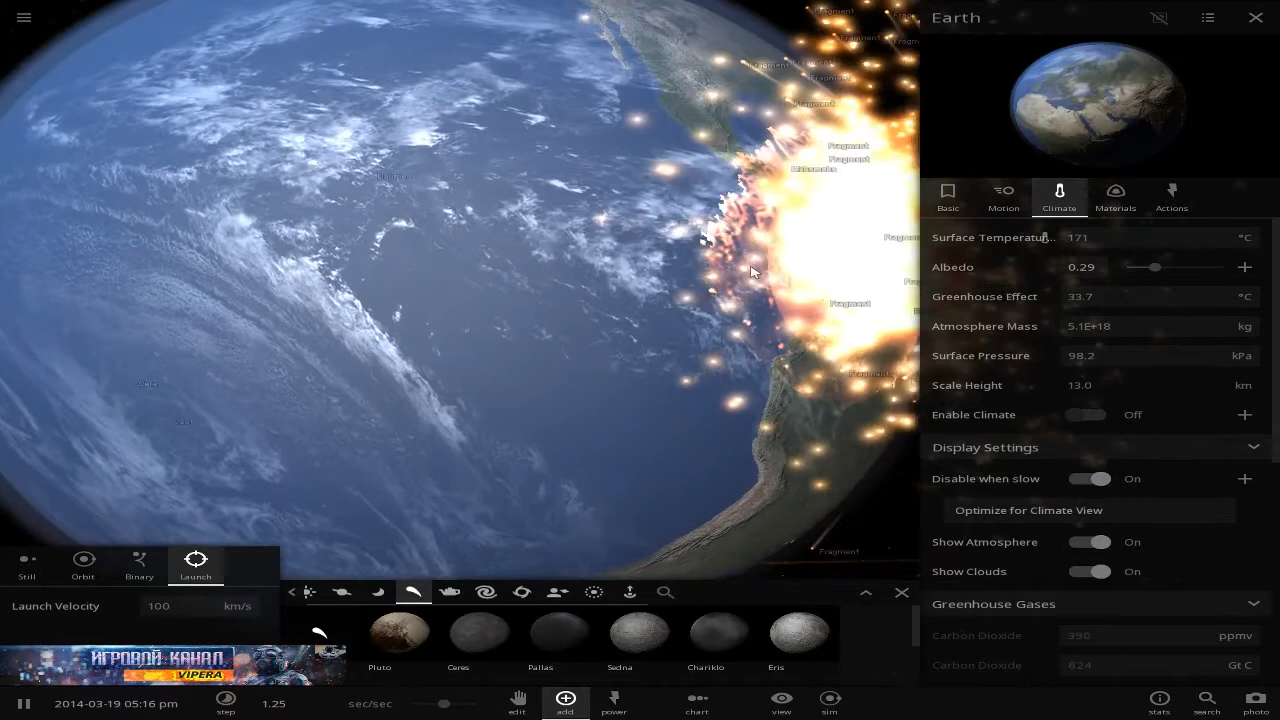 Earth
Fragment
Fragment
Fragment
Fragment
Fragment
Fragment
Fragment
Makemake
Fragment
Fragment
Fragment
Fragment
Basic
Motion
Climate
Materials
Actions
Surface Temperatur...
171
°C
Albedo
0.29
Greenhouse Effect
33.7
°C
Atmosphere Mass
5.1E+18
kg
Surface Pressure
98.2
kPa
Scale Height
13.0
km
Enable Climate
Off
Display Settings
Disable when slow
On
Optimize for Climate View
Show Atmosphere
On
Show Clouds
On
Greenhouse Gases
Carbon Dioxide
390
ppmv
Carbon Dioxide
824
Gt C
Still
Orbit
Binary
Launch
Launch Velocity
100
km/s
ИГРОВОЙ КАНАЛ
VIPERA
Pluto
Ceres
Pallas
Sedna
Chariklo
Eris
2014-03-19 05:16 pm
step
1.25
sec/sec
edit
add
power
chart
view
sim
stats
search
photo